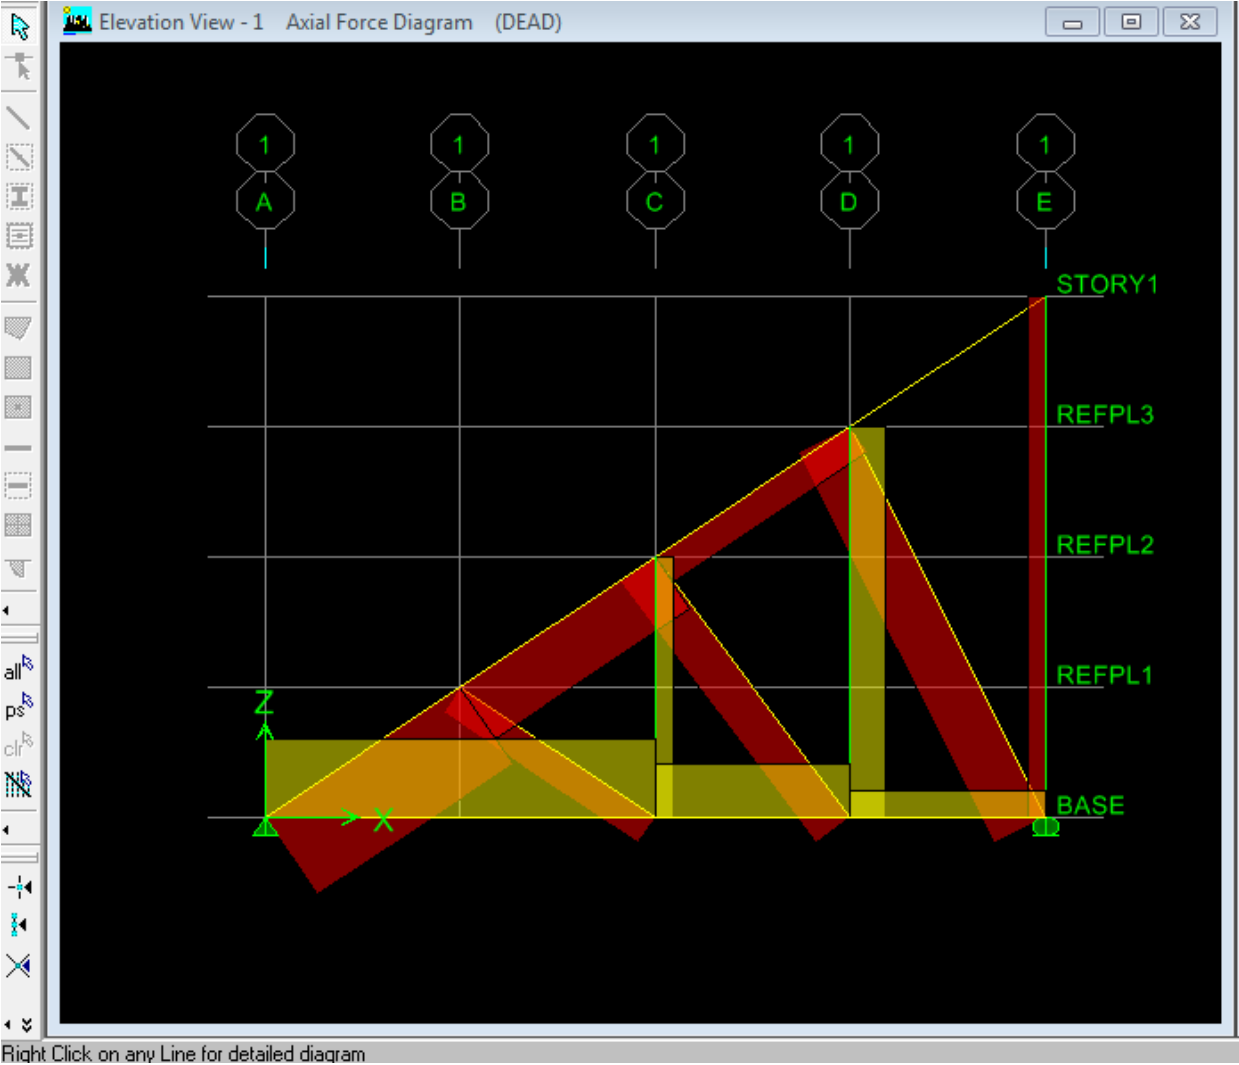 Elevation View - 1 Axial Force Diagram (DEAD)
1 1 1 1 1
A B C D E
STORY1
REFPL3
REFPL2
REFPL1
BASE
Z
X
all
ps
clr
Right Click on any Line for detailed diagram